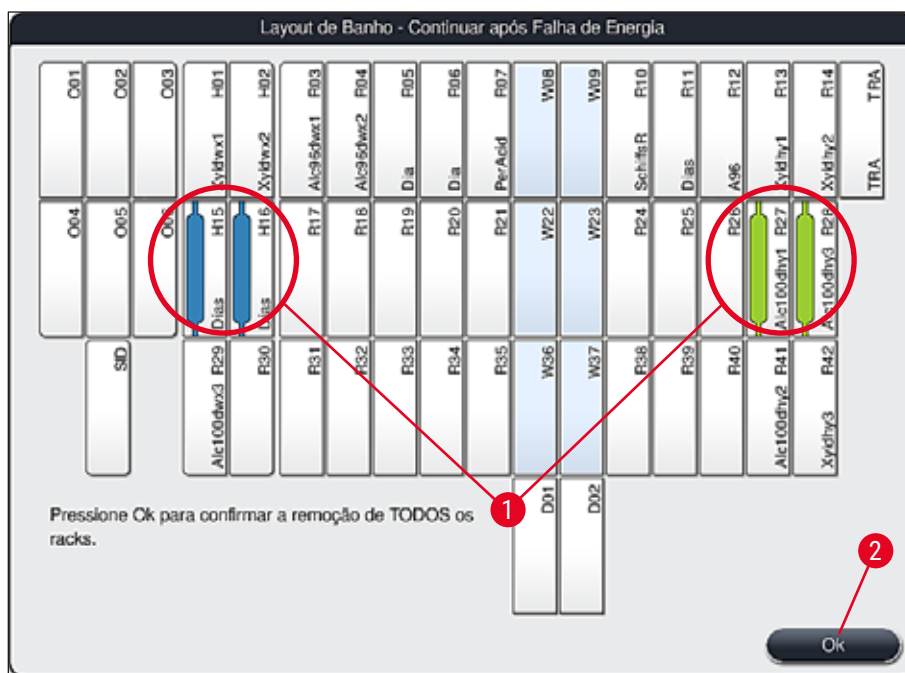 Layout de Banho - Continuar após Falha de Energia
O01
O02
O03
Xyldwx1 H01
Xyldwx2 H02
Alc96dwx1 R03
Alc96dwx2 R04
Dia R05
Dia R06
PerAcid R07
W08
W09
SchiffsR R10
Dias R11
A96 R12
Xyldhy1 R13
Xyldhy2 R14
TRA TRA
O04
O05
O06
Dias H15
Dias H16
R17
R18
R19
R20
R21
W22
W23
R24
R25
R26
Alc100dhy1 R27
Alc100dhy3 R28
SID
Alc100dwx3 R29
R30
R31
R32
R33
R34
R35
W36
W37
R38
R39
R40
Alc100dhy2 R41
Xyldhy3 R42
D01
D02
Pressione Ok para confirmar a remoção de TODOS os
racks.
1
2
Ok